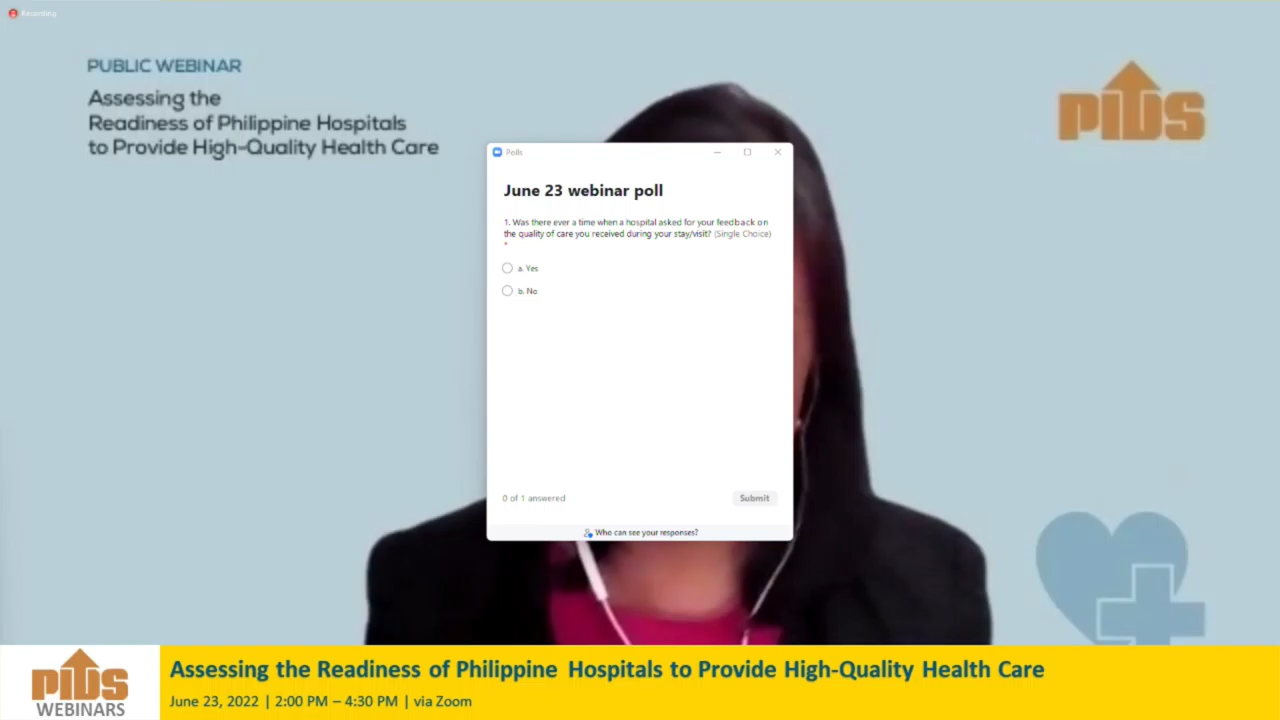 Recording
PUBLIC WEBINAR
Assessing the
Readiness of Philippine Hospitals
to Provide High-Quality Health Care
PIDS
Polls
June 23 webinar poll
1. Was there ever a time when a hospital asked for your feedback on
the quality of care you received during your stay/visit? (Single Choice)
*
a. Yes
b. No
0 of 1 answered
Submit
Who can see your responses?
PIDS
WEBINARS
Assessing the Readiness of Philippine Hospitals to Provide High-Quality Health Care
June 23, 2022 | 2:00 PM – 4:30 PM | via Zoom